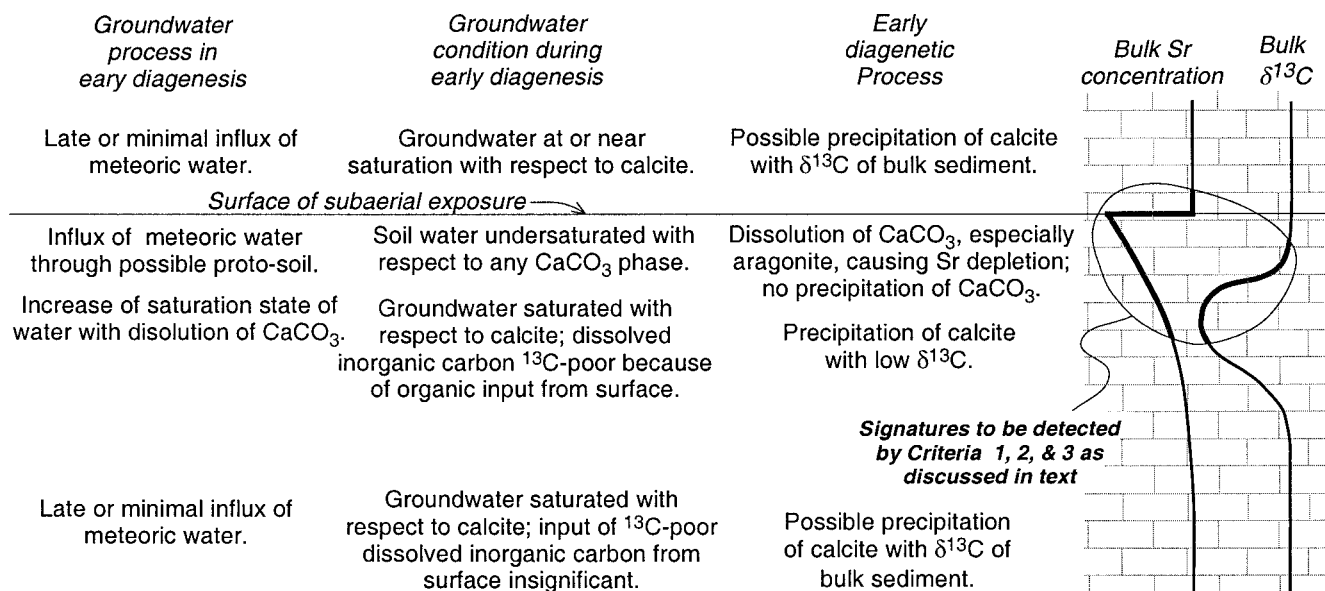 Groundwater
process in
eary diagenesis
Groundwater
condition during
early diagenesis
Early
diagenetic
Process
Bulk Sr
concentration
Bulk
δ¹³C
Late or minimal influx of
meteoric water.
Groundwater at or near
saturation with respect to calcite.
Possible precipitation of calcite
with δ¹³C of bulk sediment.
Surface of subaerial exposure
Influx of meteoric water
through possible proto-soil.
Soil water undersaturated with
respect to any CaCO₃ phase.
Dissolution of CaCO₃, especially
aragonite, causing Sr depletion;
no precipitation of CaCO₃.
Increase of saturation state of
water with disolution of CaCO₃.
Groundwater saturated with
respect to calcite; dissolved
inorganic carbon ¹³C-poor because
of organic input from surface.
Precipitation of calcite
with low δ¹³C.
Signatures to be detected
by Criteria 1, 2, & 3 as
discussed in text
Late or minimal influx of
meteoric water.
Groundwater saturated with
respect to calcite; input of ¹³C-poor
dissolved inorganic carbon from
surface insignificant.
Possible precipitation
of calcite with δ¹³C of
bulk sediment.